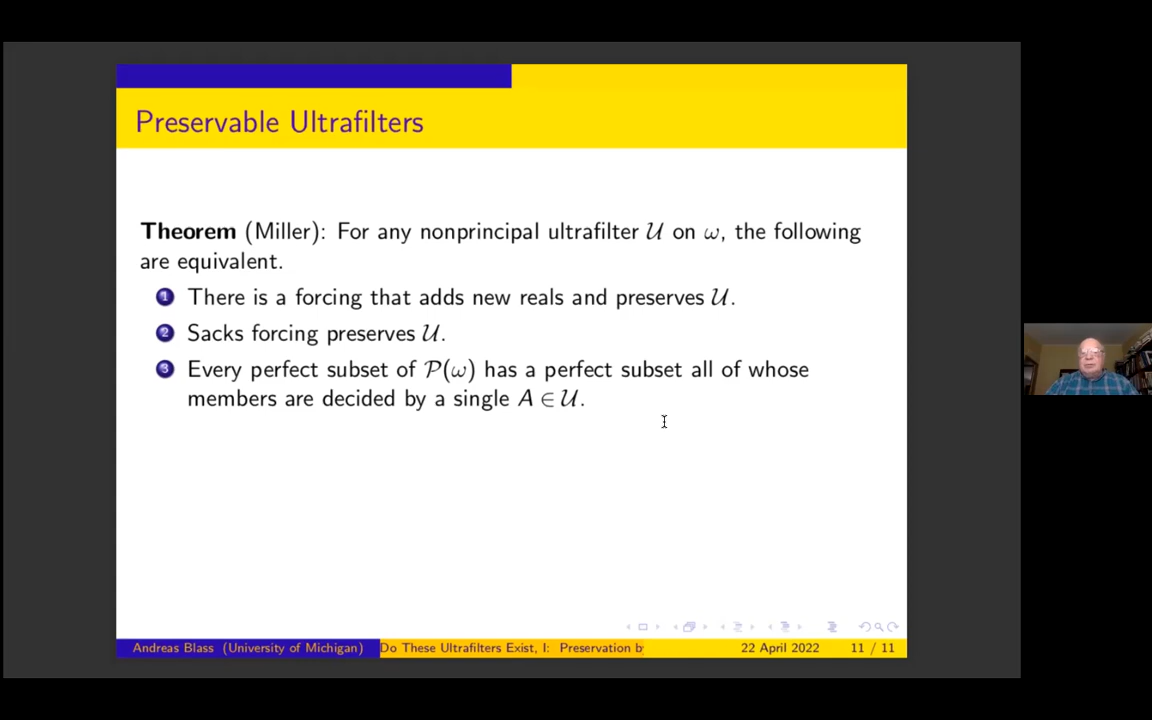 Preservable Ultrafilters
Theorem (Miller): For any nonprincipal ultrafilter 𝒰 on ω, the following
are equivalent.
1 There is a forcing that adds new reals and preserves 𝒰.
2 Sacks forcing preserves 𝒰.
3 Every perfect subset of 𝒫(ω) has a perfect subset all of whose
members are decided by a single A ∈ 𝒰.
Andreas Blass (University of Michigan) Do These Ultrafilters Exist, I: Preservation b 22 April 2022 11 / 11